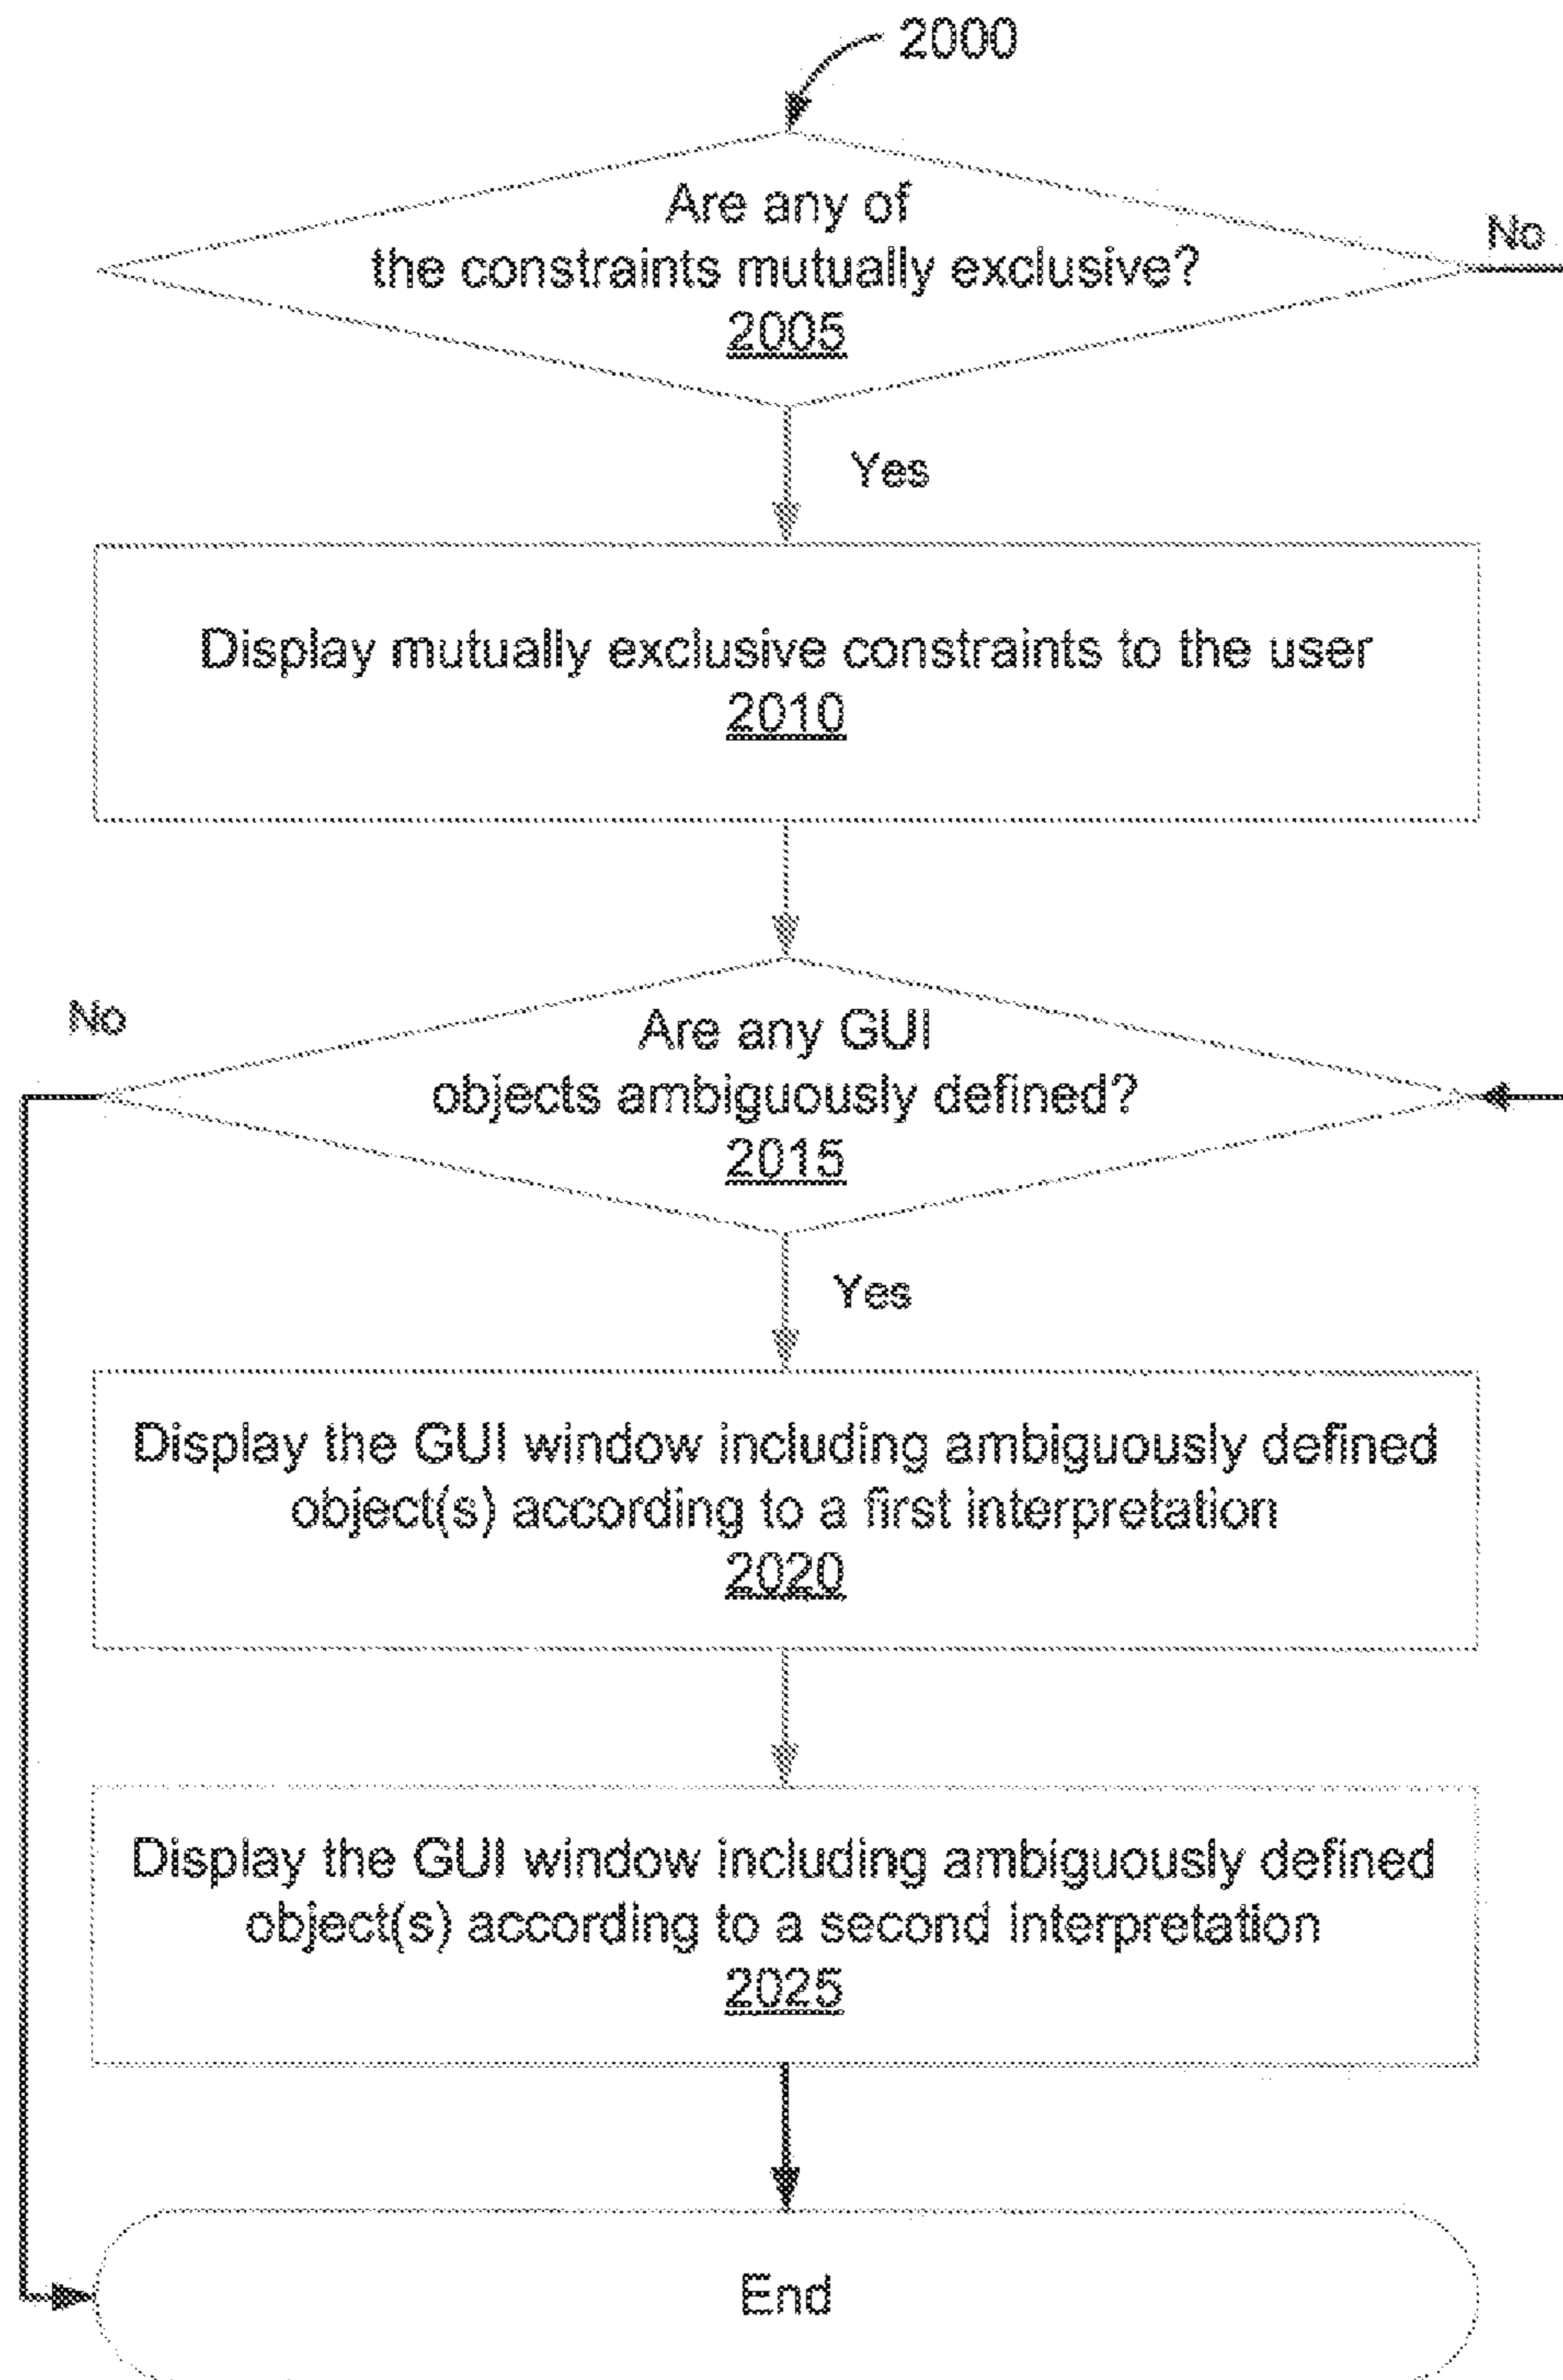 2000
Are any of
the constraints mutually exclusive?
2005
No
Yes
Display mutually exclusive constraints to the user
2010
No
Are any GUI
objects ambiguously defined?
2015
Yes
Display the GUI window including ambiguously defined
object(s) according to a first interpretation
2020
Display the GUI window including ambiguously defined
object(s) according to a second interpretation
2025
End